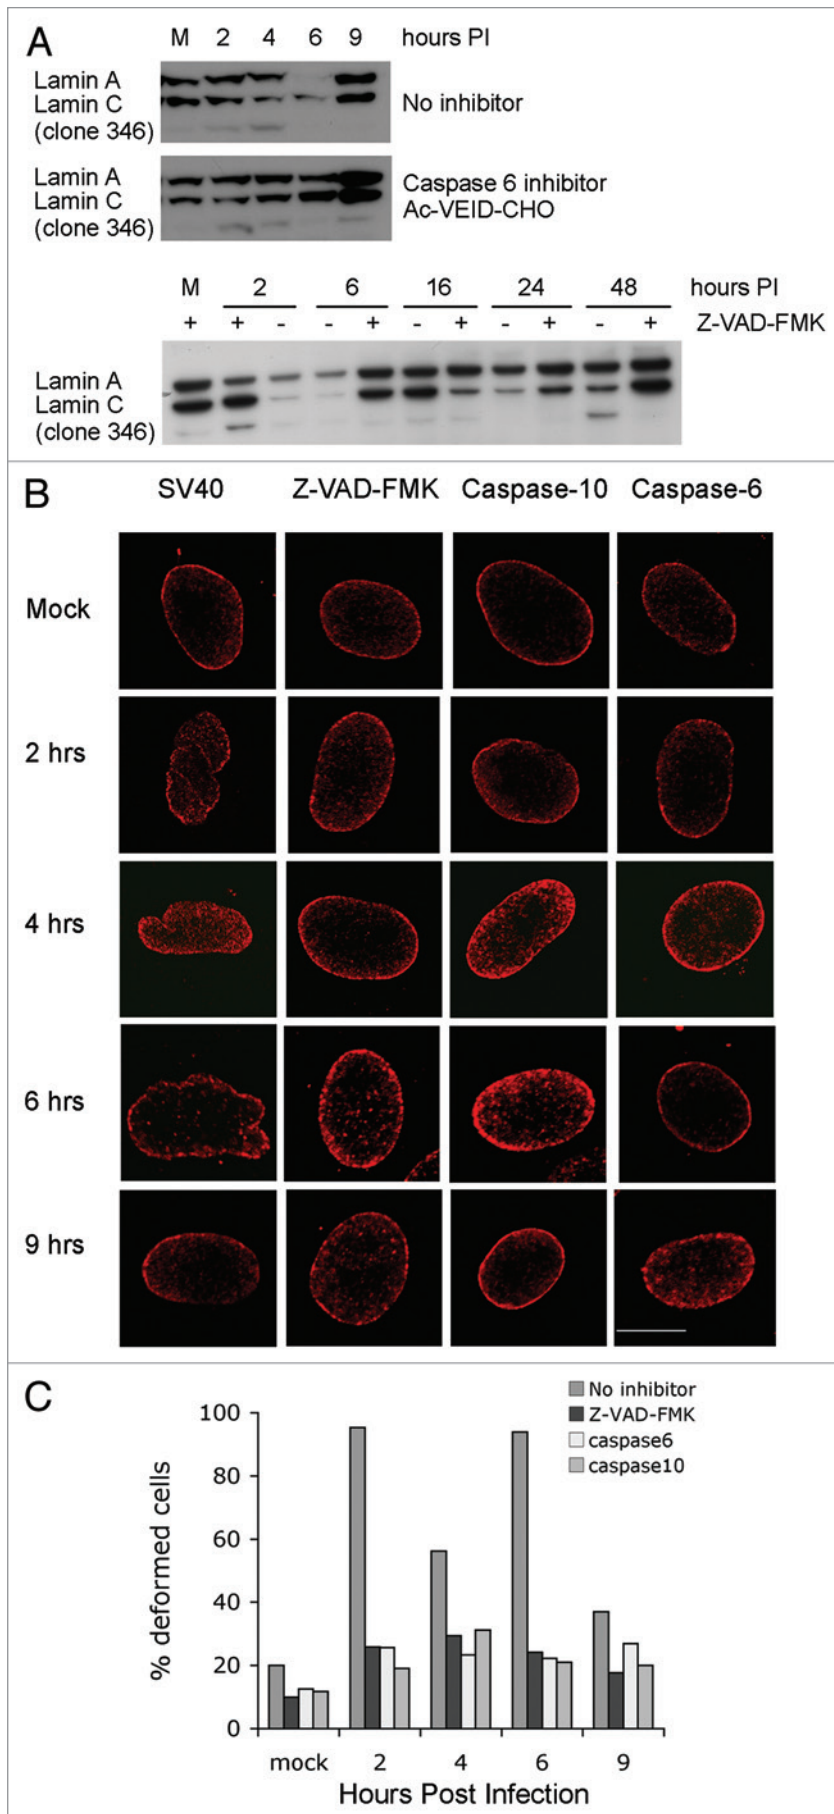 A
M 2 4 6 9 hours PI
Lamin A
Lamin C
(clone 346)
No inhibitor
Lamin A
Lamin C
(clone 346)
Caspase 6 inhibitor
Ac-VEID-CHO
M 2 6 16 24 48 hours PI
+ + - - + - + - + - + Z-VAD-FMK
Lamin A
Lamin C
(clone 346)
B
SV40 Z-VAD-FMK Caspase-10 Caspase-6
Mock
2 hrs
4 hrs
6 hrs
9 hrs
C
No inhibitor
Z-VAD-FMK
caspase6
caspase10
% deformed cells
100
80
60
40
20
0
mock 2 4 6 9
Hours Post Infection